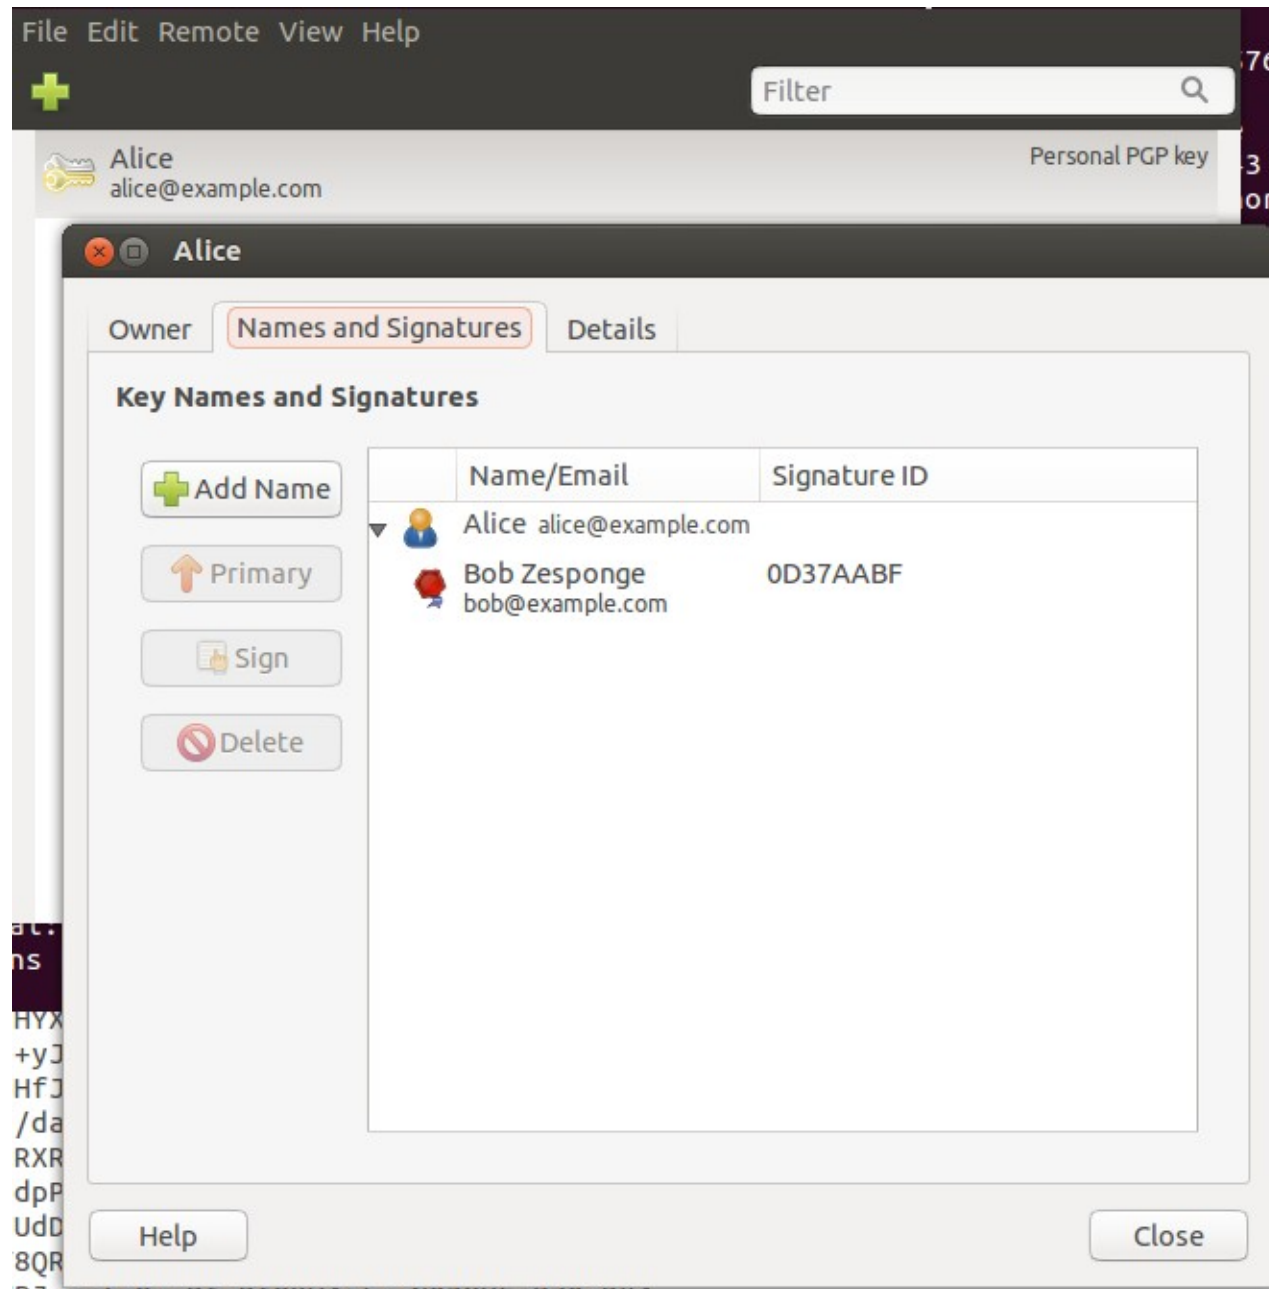 File Edit Remote View Help
Filter
Alice
Personal PGP key
alice@example.com
Alice
Owner Names and Signatures Details
Key Names and Signatures
Add Name
Primary
Sign
Delete
Name/Email Signature ID
Alice alice@example.com
Bob Zesponge 0D37AABF
bob@example.com
ns
HYX
+yJ
HfJ
/da
RXR
dpP
UdD
8QR
Help
Close